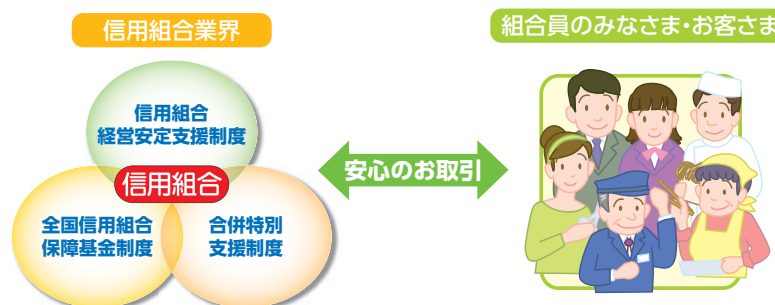 信用組合業界
組合員のみなさま・お客さま
信用組合
経営安定支援制度
信用組合
安心のお取引
全国信用組合
保障基金制度
合併特別
支援制度